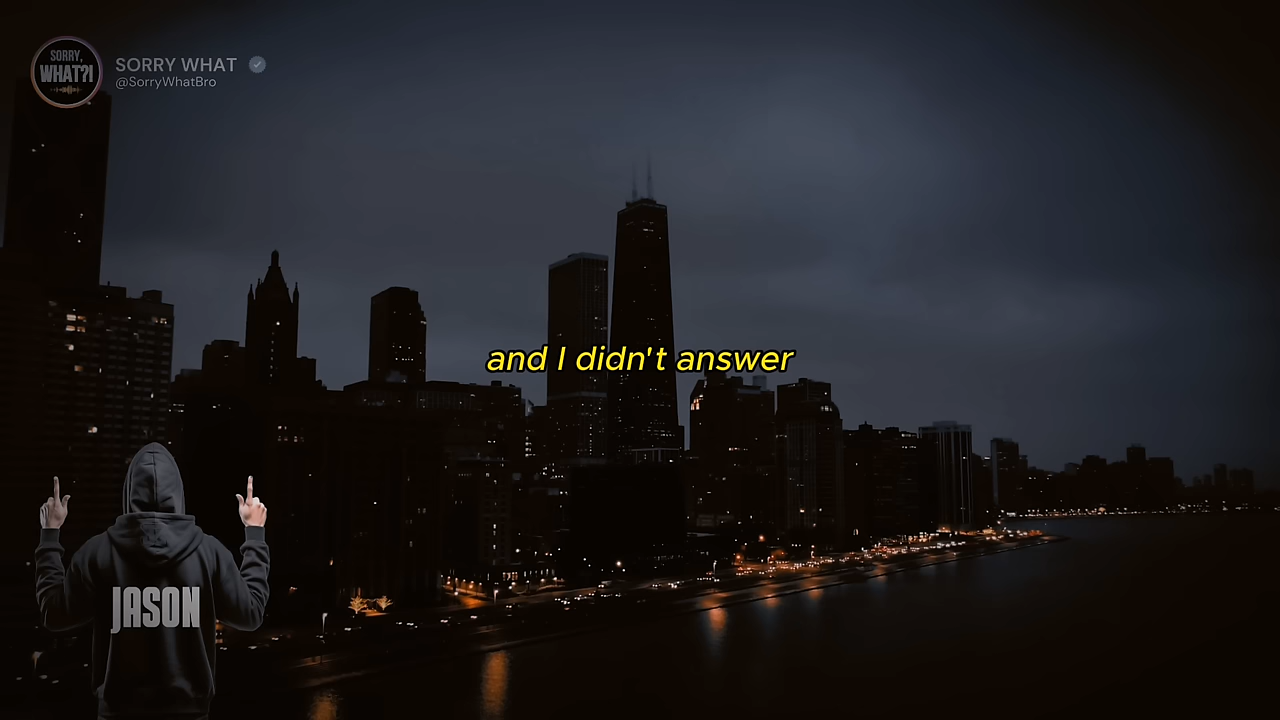 SORRY,
WHAT?!
SORRY WHAT
@SorryWhatBro
and I didn't answer
JASON